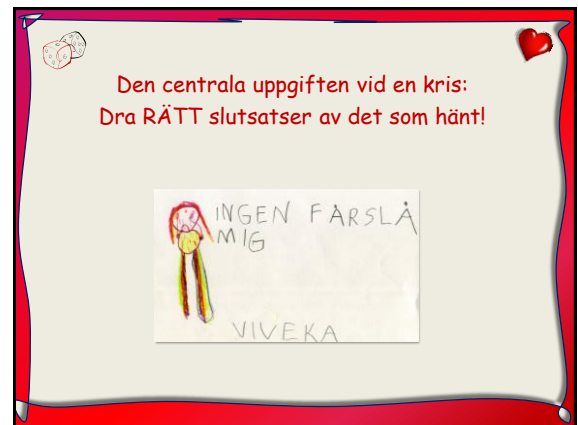 Den centrala uppgiften vid en kris:
Dra RÄTT slutsatser av det som hänt!
INGEN FÅRSLÅ
MIG
VIVEKA